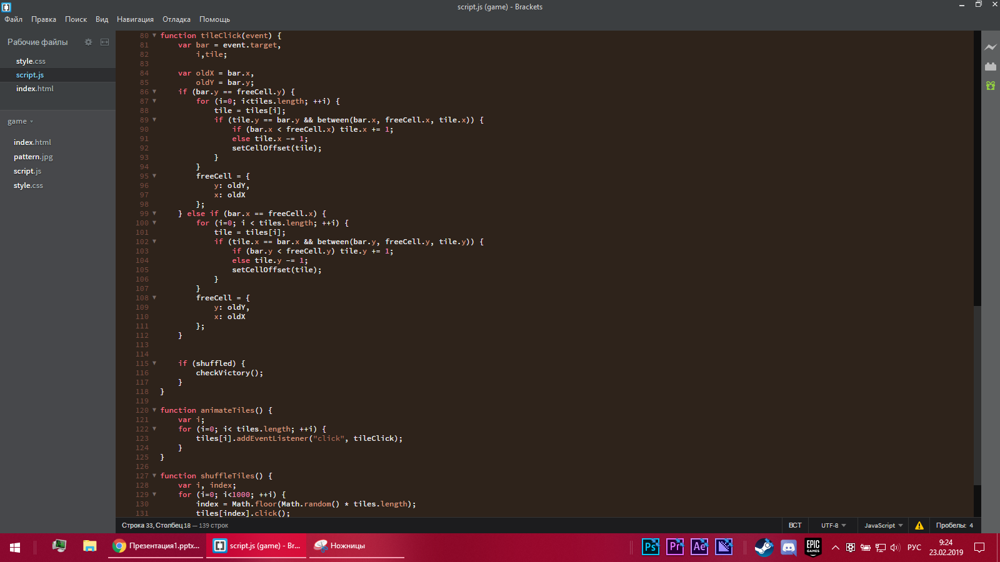 script.js (game) - Brackets
Файл Правка Поиск Вид Навигация Отладка Помощь
Рабочие файлы
style.css
script.js
index.html
game
index.html
pattern.jpg
script.js
style.css
80 function tileClick(event) {
81     var bar = event.target,
82         i,tile;
83
84     var oldX = bar.x,
85         oldY = bar.y;
86     if (bar.y == freeCell.y) {
87         for (i=0; i<tiles.length; ++i) {
88             tile = tiles[i];
89             if (tile.y == bar.y && between(bar.x, freeCell.x, tile.x)) {
90                 if (bar.x < freeCell.x) tile.x += 1;
91                 else tile.x -= 1;
92                 setCellOffset(tile);
93             }
94         }
95         freeCell = {
96             y: oldY,
97             x: oldX
98         };
99     } else if (bar.x == freeCell.x) {
100         for (i=0; i < tiles.length; ++i) {
101             tile = tiles[i];
102             if (tile.x == bar.x && between(bar.y, freeCell.y, tile.y)) {
103                 if (bar.y < freeCell.y) tile.y += 1;
104                 else tile.y -= 1;
105                 setCellOffset(tile);
106             }
107         }
108         freeCell = {
109             y: oldY,
110             x: oldX
111         };
112     }
113
114
115     if (shuffled) {
116         checkVictory();
117     }
118 }
119
120 function animateTiles() {
121     var i;
122     for (i=0; i< tiles.length; ++i) {
123         tiles[i].addEventListener("click", tileClick);
124     }
125 }
126
127 function shuffleTiles() {
128     var i, index;
129     for (i=0; i<1000; ++i) {
130         index = Math.floor(Math.random() * tiles.length);
131         tiles[index].click();
Строка 33, Столбец 18 — 139 строк ВСТ UTF-8 JavaScript Пробелы: 4
Презентация1.pptx... script.js (game) - Br... Ножницы Ps Pr Ae EPIC GAMES РУС 9:24
23.02.2019